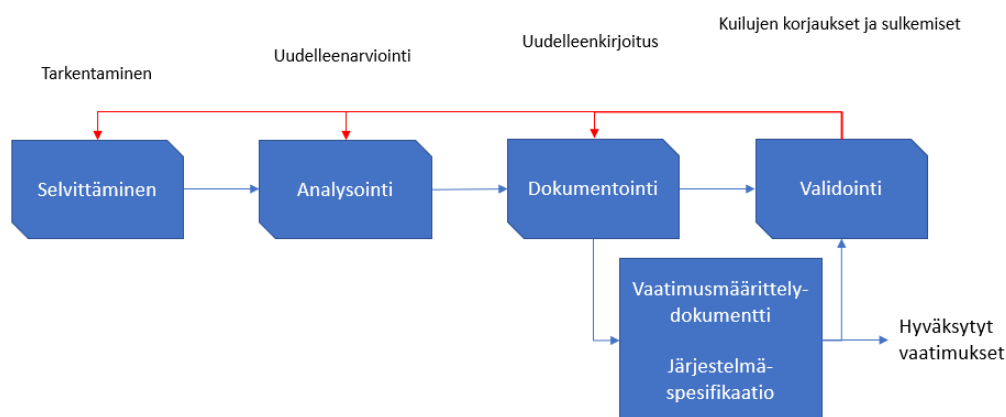 Kuilujen korjaukset ja sulkemiset
Uudelleenkirjoitus
Uudelleenarviointi
Tarkentaminen
Selvittäminen
Analysointi
Dokumentointi
Validointi
Vaatimusmäärittely-
dokumentti
Järjestelmä-
spesifikaatio
Hyväksytyt
vaatimukset